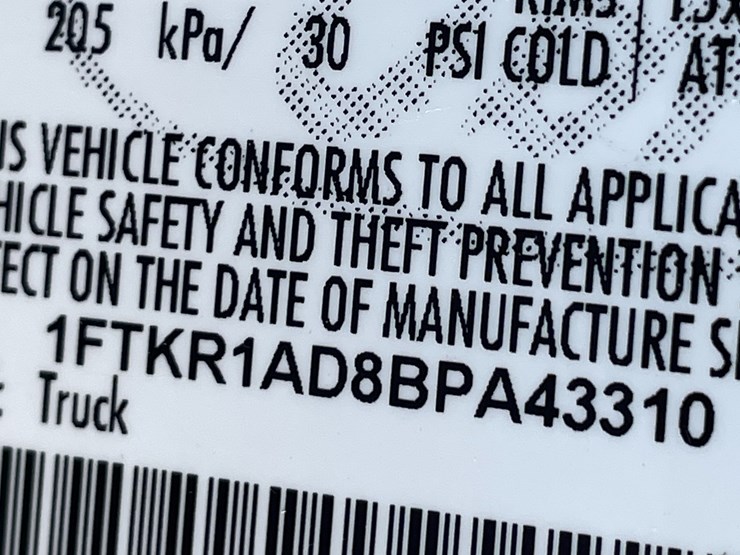 205 kPa/ 30 PSI COLD AT
IS VEHICLE CONFORMS TO ALL APPLICA
HICLE SAFETY AND THEFT PREVENTION
ECT ON THE DATE OF MANUFACTURE S
1FTKR1AD8BPA43310
: Truck